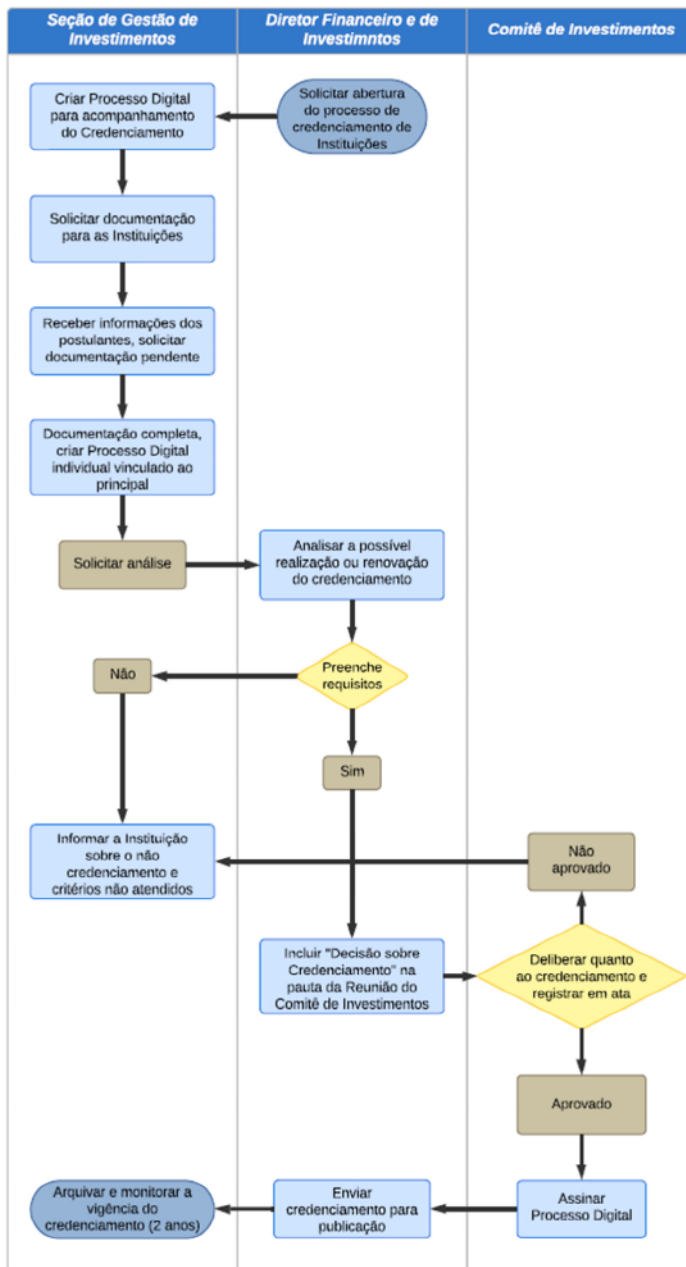 Seção de Gestão de
Investimentos
Diretor Financeiro e de
Investimntos
Comitê de Investimentos
Criar Processo Digital
para acompanhamento
do Credenciamento
Solicitar abertura
do processo de
credenciamento de
Instituições
Solicitar documentação
para as Instituições
Receber informações dos
postulantes, solicitar
documentação pendente
Documentação completa,
criar Processo Digital
individual vinculado ao
principal
Solicitar análise
Analisar a possível
realização ou renovação
do credenciamento
Não
Preenche
requisitos
Sim
Informar a Instituição
sobre o não
credenciamento e
critérios não atendidos
Não
aprovado
Incluir "Decisão sobre
Credenciamento" na
pauta da Reunião do
Comitê de Investimentos
Deliberar quanto
ao credenciamento e
registrar em ata
Aprovado
Arquivar e monitorar a
vigência do
credenciamento (2 anos)
Enviar
credenciamento para
publicação
Assinar
Processo Digital